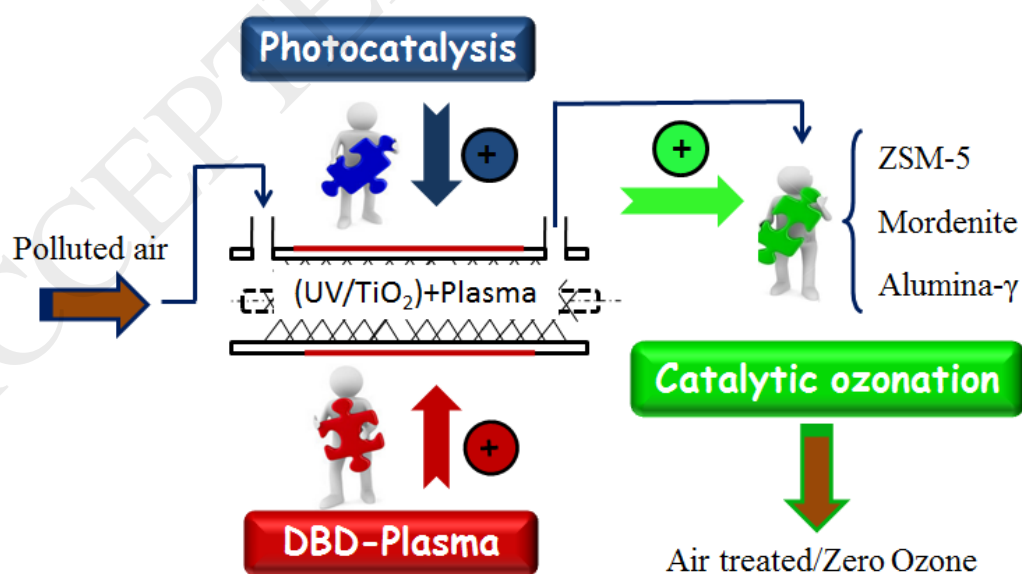 Photocatalysis
+
+
ZSM-5
Mordenite
Alumina-γ
Polluted air
(UV/TiO₂)+Plasma
Catalytic ozonation
+
DBD-Plasma
Air treated/Zero Ozone